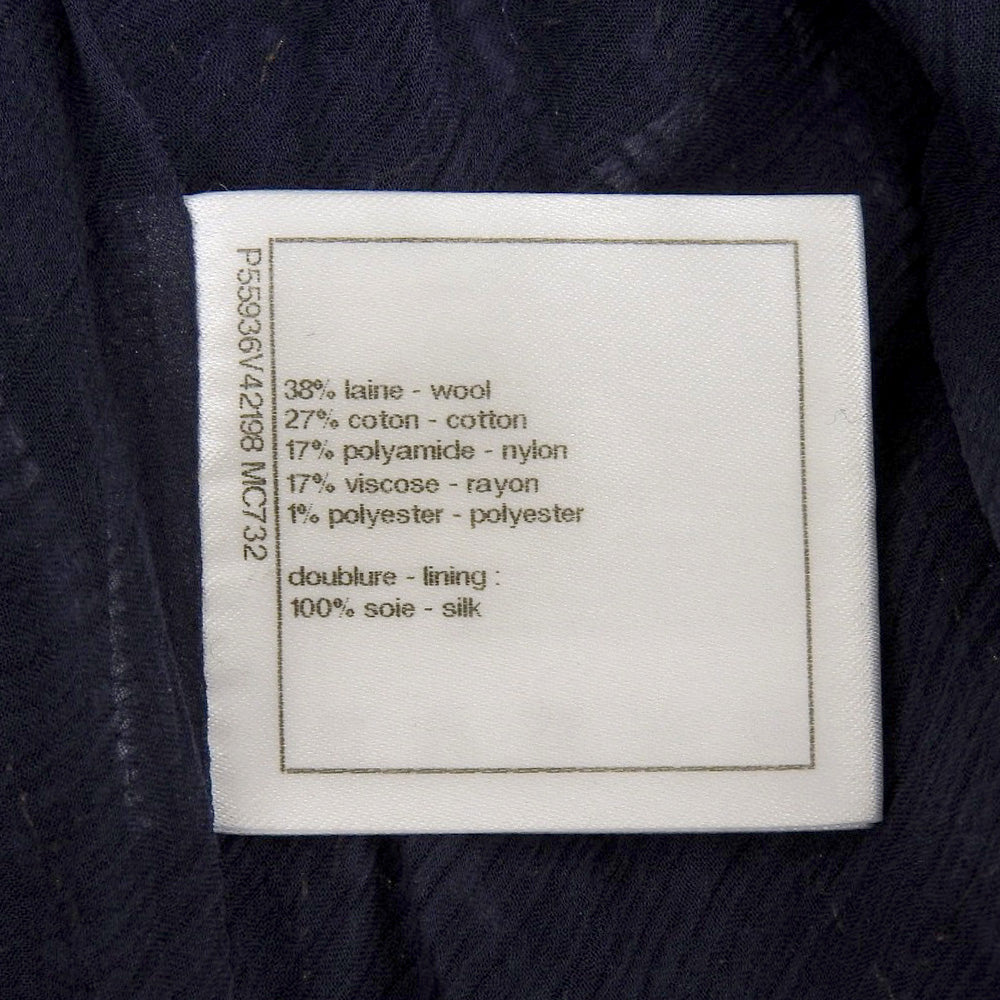 P55936V42198 MC732
38% laine - wool
27% coton - cotton
17% polyamide - nylon
17% viscose - rayon
1% polyester - polyester
doublure - lining :
100% soie - silk